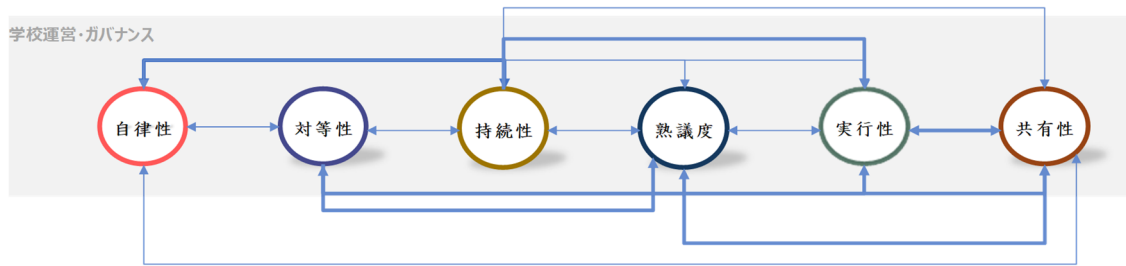 学校運営・ガバナンス
自律性
対等性
持続性
熟議度
実行性
共有性